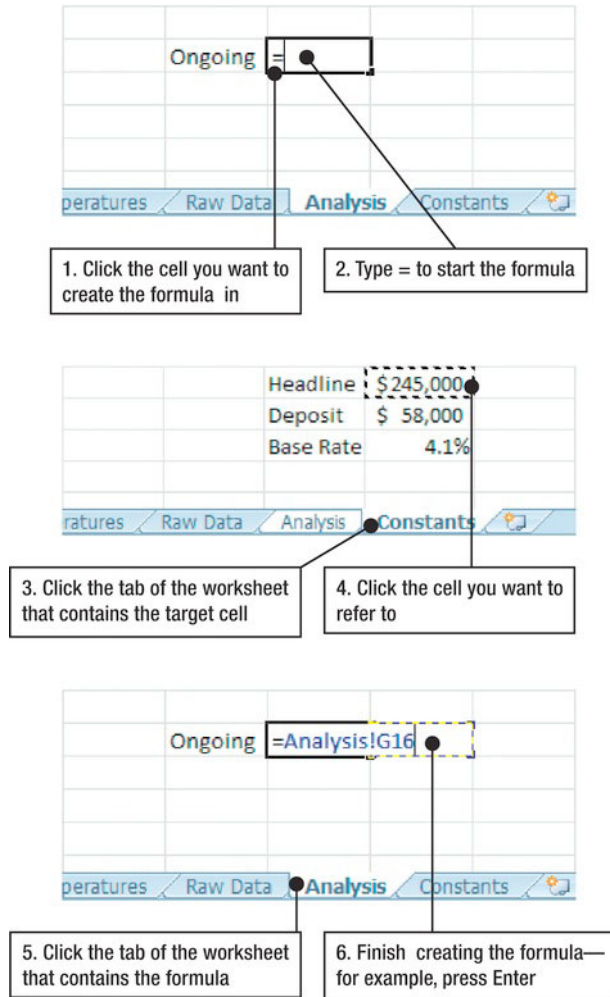 Ongoing =
peratures Raw Data Analysis Constants
1. Click the cell you want to
create the formula in
2. Type = to start the formula
Headline $245,000
Deposit $ 58,000
Base Rate 4.1%
ratures Raw Data Analysis Constants
3. Click the tab of the worksheet
that contains the target cell
4. Click the cell you want to
refer to
Ongoing =Analysis!G16
peratures Raw Data Analysis Constants
5. Click the tab of the worksheet
that contains the formula
6. Finish creating the formula—
for example, press Enter